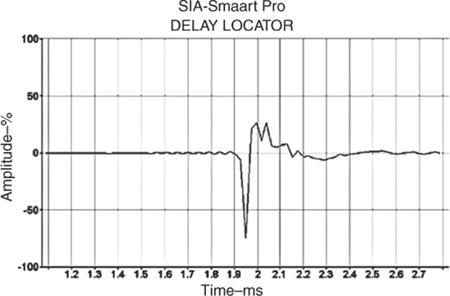 SIA-Smaart Pro
DELAY LOCATOR
100
50
0
-50
-100
Amplitude–%
1.2 1.3 1.4 1.5 1.6 1.7 1.8 1.9 2 2.1 2.2 2.3 2.4 2.5 2.6 2.7
Time–ms